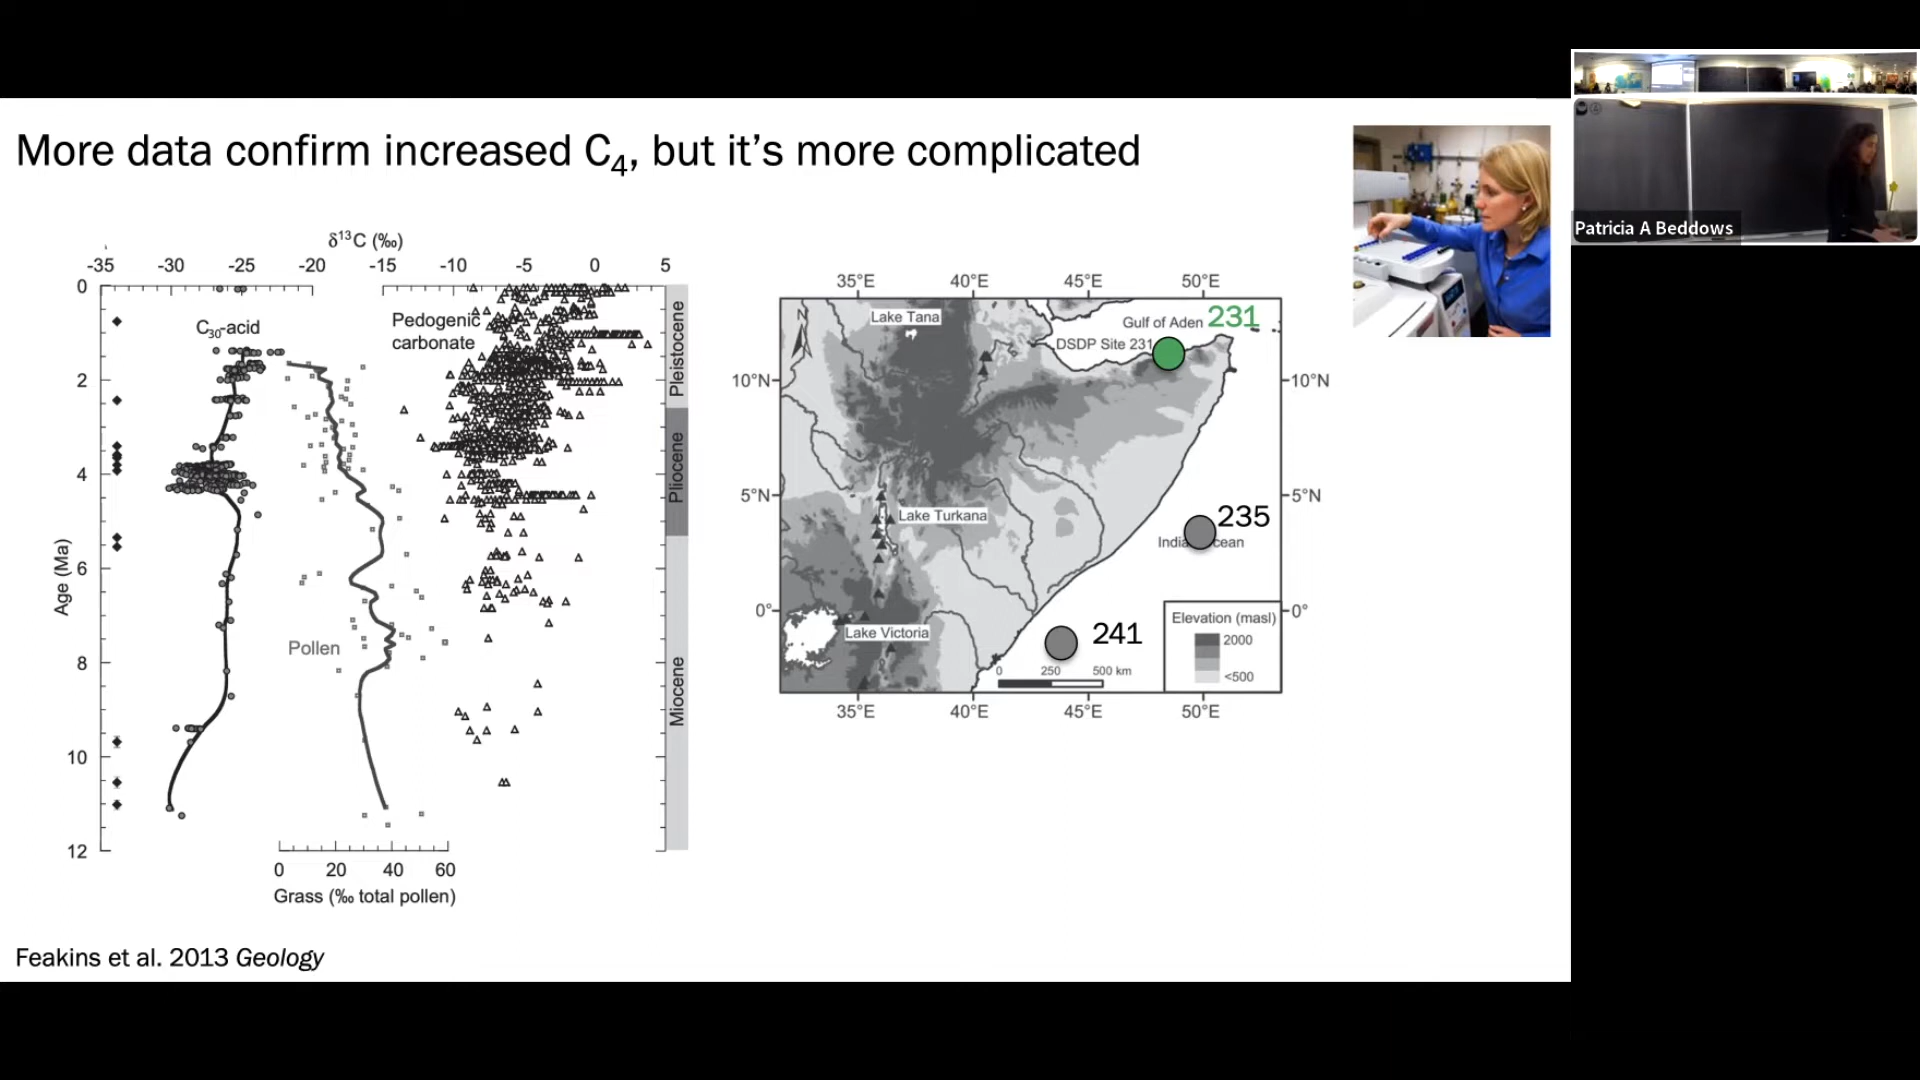 More data confirm increased C₄, but it's more complicated
δ¹³C (‰)
-35 -30 -25 -20 -15 -10 -5 0 5
0
2
4
6
8
10
12
Age (Ma)
C₃₀-acid
Pollen
Pedogenic
carbonate
Pleistocene
Pliocene
Miocene
0 20 40 60
Grass (‰ total pollen)
35°E 40°E 45°E 50°E
N
Lake Tana
Gulf of Aden 231
DSDP Site 231
10°N 10°N
5°N 5°N
Lake Turkana
235
India cean
0° 0°
Lake Victoria
241
Elevation (masl)
2000
<500
0 250 500 km
35°E 40°E 45°E 50°E
Feakins et al. 2013 Geology
Patricia A Beddows